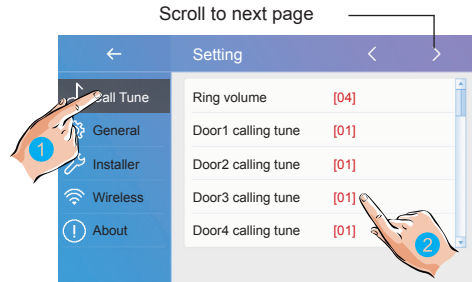 Scroll to next page
Setting
Call Tune
General
Installer
Wireless
About
Ring volume [04]
Door1 calling tune [01]
Door2 calling tune [01]
Door3 calling tune [01]
Door4 calling tune [01]
1
2